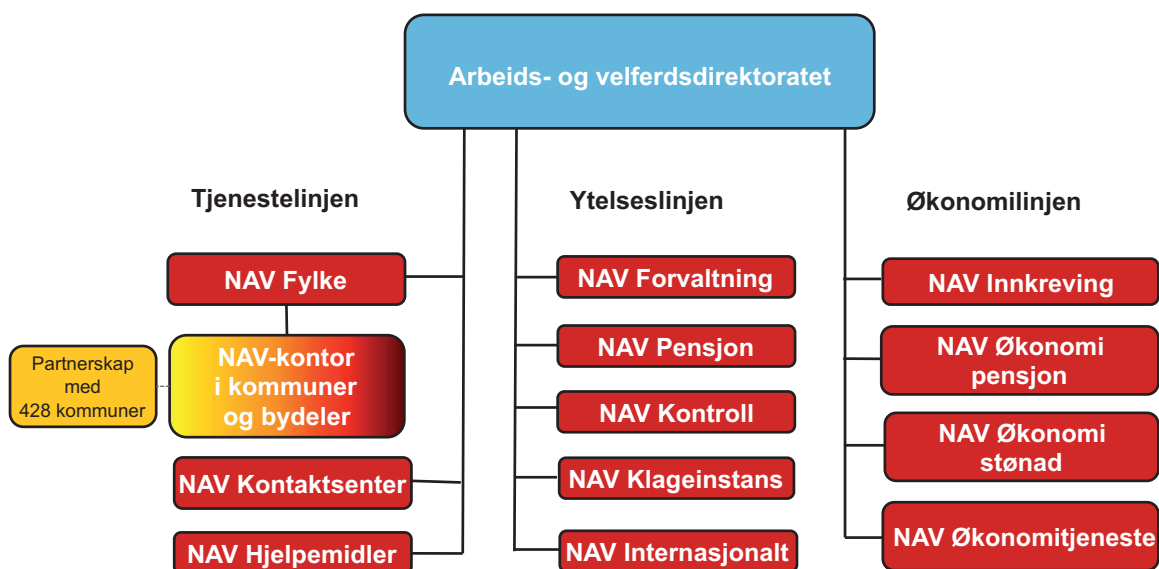 Arbeids- og velferdsdirektoratet
Tjenestelinjen
NAV Fylke
Partnerskap
med
428 kommuner
NAV-kontor
i kommuner
og bydeler
NAV Kontaktsenter
NAV Hjelpemidler
Ytelseslinjen
NAV Forvaltning
NAV Pensjon
NAV Kontroll
NAV Klageinstans
NAV Internasjonalt
Økonomilinjen
NAV Innkreving
NAV Økonomi
pensjon
NAV Økonomi
stønad
NAV Økonomitjeneste